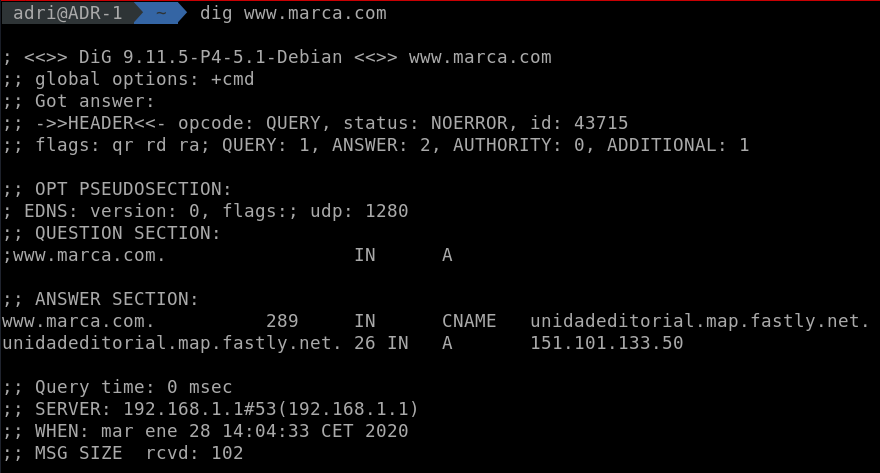 adri@ADR-1 ~ dig www.marca.com
; <<>> DiG 9.11.5-P4-5.1-Debian <<>> www.marca.com
;; global options: +cmd
;; Got answer:
;; ->>HEADER<<- opcode: QUERY, status: NOERROR, id: 43715
;; flags: qr rd ra; QUERY: 1, ANSWER: 2, AUTHORITY: 0, ADDITIONAL: 1
;; OPT PSEUDOSECTION:
; EDNS: version: 0, flags:; udp: 1280
;; QUESTION SECTION:
;www.marca.com. IN A
;; ANSWER SECTION:
www.marca.com. 289 IN CNAME unidadeditorial.map.fastly.net.
unidadeditorial.map.fastly.net. 26 IN A 151.101.133.50
;; Query time: 0 msec
;; SERVER: 192.168.1.1#53(192.168.1.1)
;; WHEN: mar ene 28 14:04:33 CET 2020
;; MSG SIZE  rcvd: 102